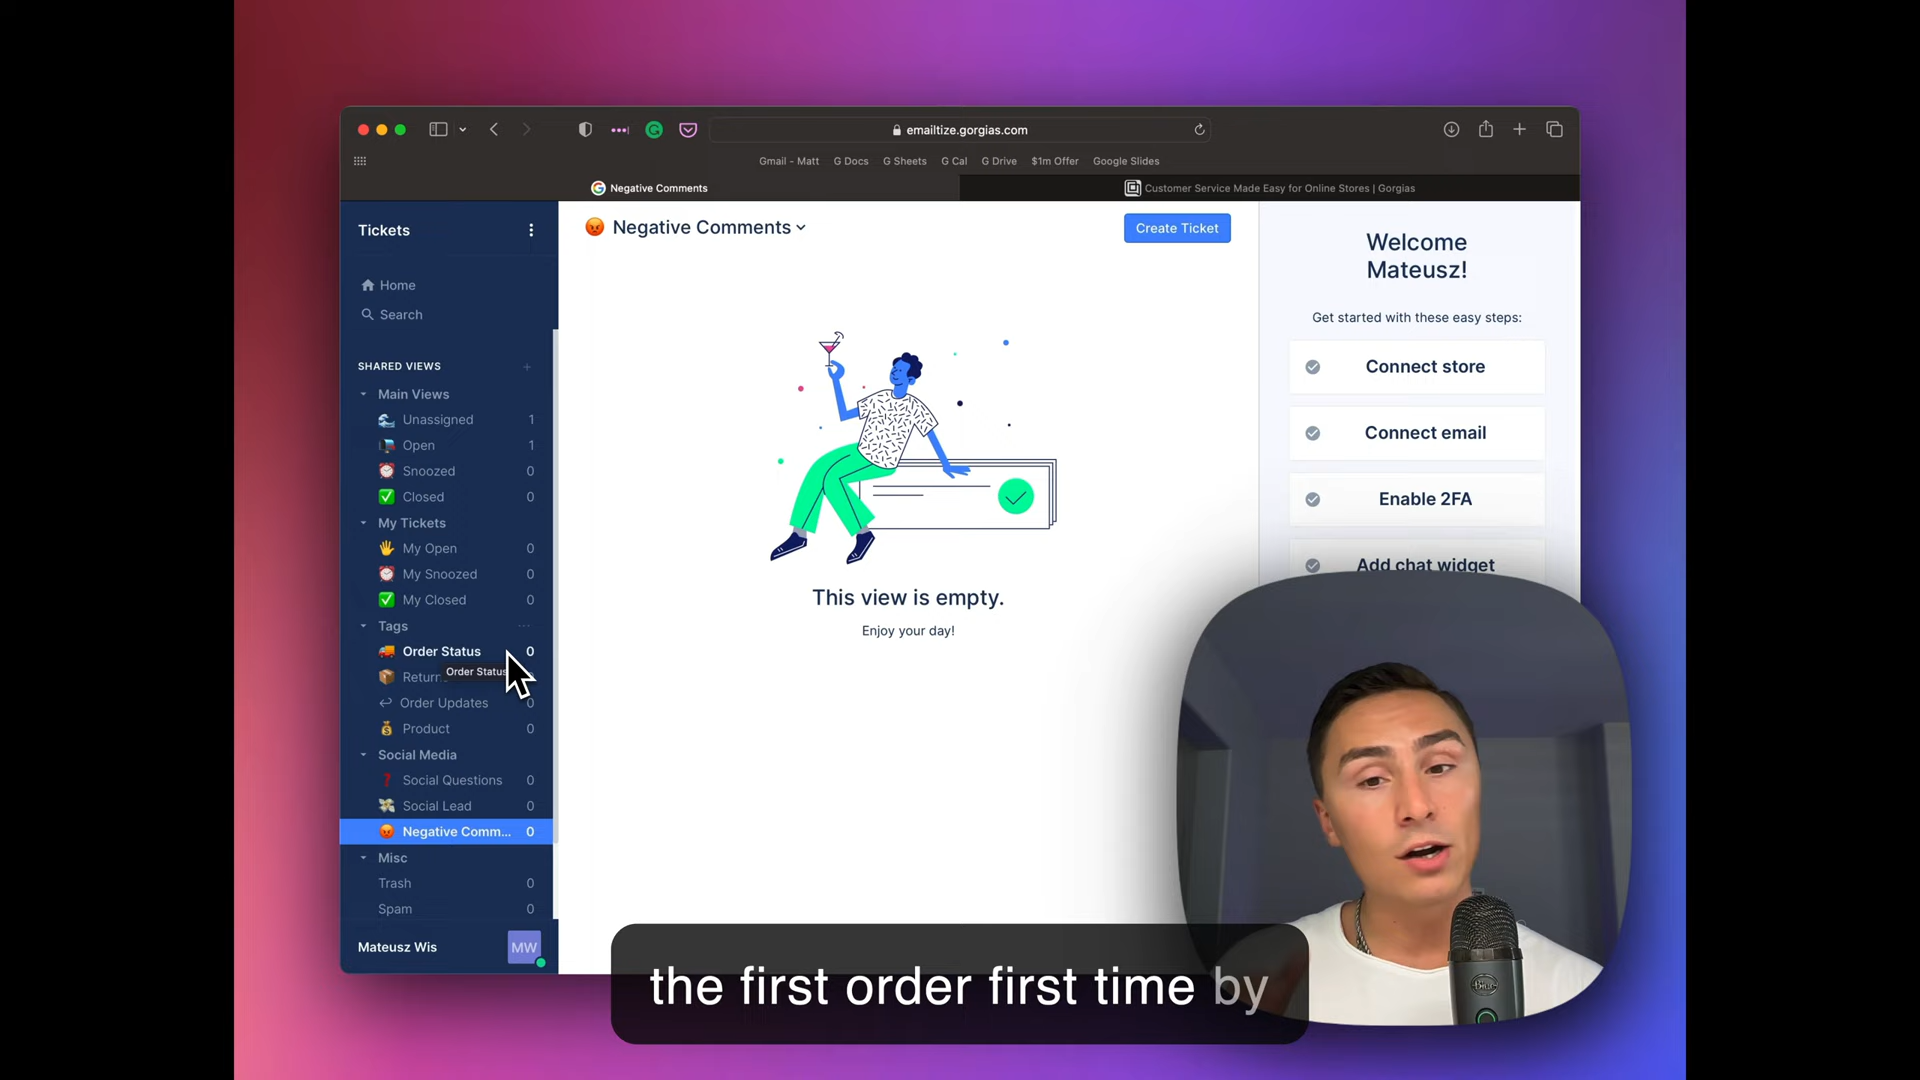 emailtize.gorgias.com
Gmail - Matt G Docs G Sheets G Cal G Drive $1m Offer Google Slides
Negative Comments
Customer Service Made Easy for Online Stores | Gorgias
Tickets
Home
Search
SHARED VIEWS +
Main Views
Unassigned 1
Open 1
Snoozed 0
Closed 0
My Tickets
My Open 0
My Snoozed 0
My Closed 0
Tags
Order Status 0
Order Status
Order Updates 0
Product 0
Social Media
Social Questions 0
Social Lead 0
Negative Comm... 0
Misc
Trash 0
Spam 0
Mateusz Wis MW
Negative Comments
Create Ticket
This view is empty.
Enjoy your day!
Welcome
Mateusz!
Get started with these easy steps:
Connect store
Connect email
Enable 2FA
Add chat widget
Blue
the first order first time by